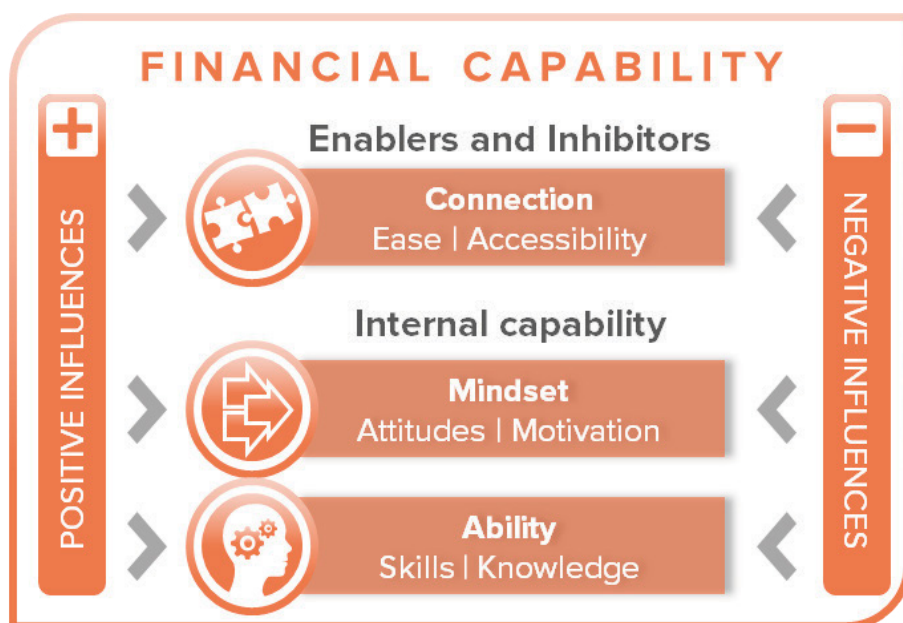 FINANCIAL CAPABILITY
+
POSITIVE INFLUENCES
Enablers and Inhibitors
Connection
Ease | Accessibility
Internal capability
Mindset
Attitudes | Motivation
Ability
Skills | Knowledge
−
NEGATIVE INFLUENCES